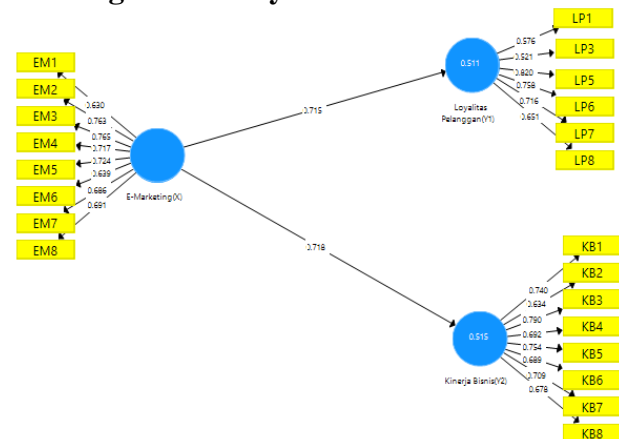 EM1
EM2
EM3
EM4
EM5
EM6
EM7
EM8
0.630
0.763
0.765
0.717
0.724
0.639
0.686
0.691
E-Marketing(X)
0.715
0.718
0.511
Loyalitas
Pelanggan(Y1)
0.576
0.521
0.820
0.758
0.716
0.651
LP1
LP3
LP5
LP6
LP7
LP8
0.515
Kinerja Bisnis(Y2)
0.740
0.634
0.790
0.692
0.754
0.689
0.709
0.678
KB1
KB2
KB3
KB4
KB5
KB6
KB7
KB8